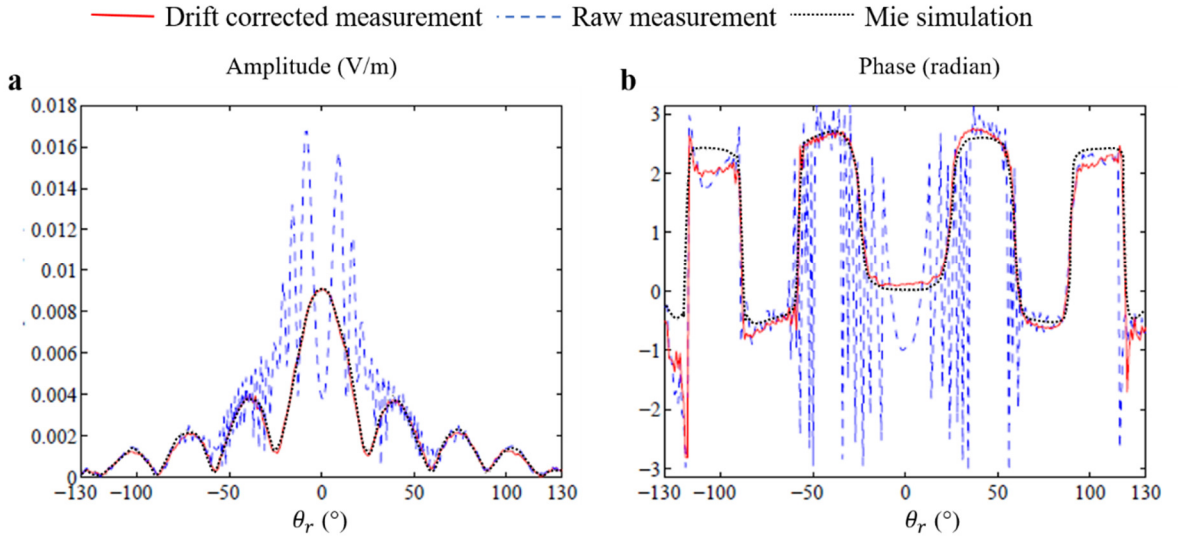 Drift corrected measurement Raw measurement Mie simulation
a Amplitude (V/m)
0.018
0.016
0.014
0.012
0.01
0.008
0.006
0.004
0.002
0
−130 −100 −50 0 50 100 130
θr (°)
b Phase (radian)
3
2
1
0
−1
−2
−3
−130 −100 −50 0 50 100 130
θr (°)